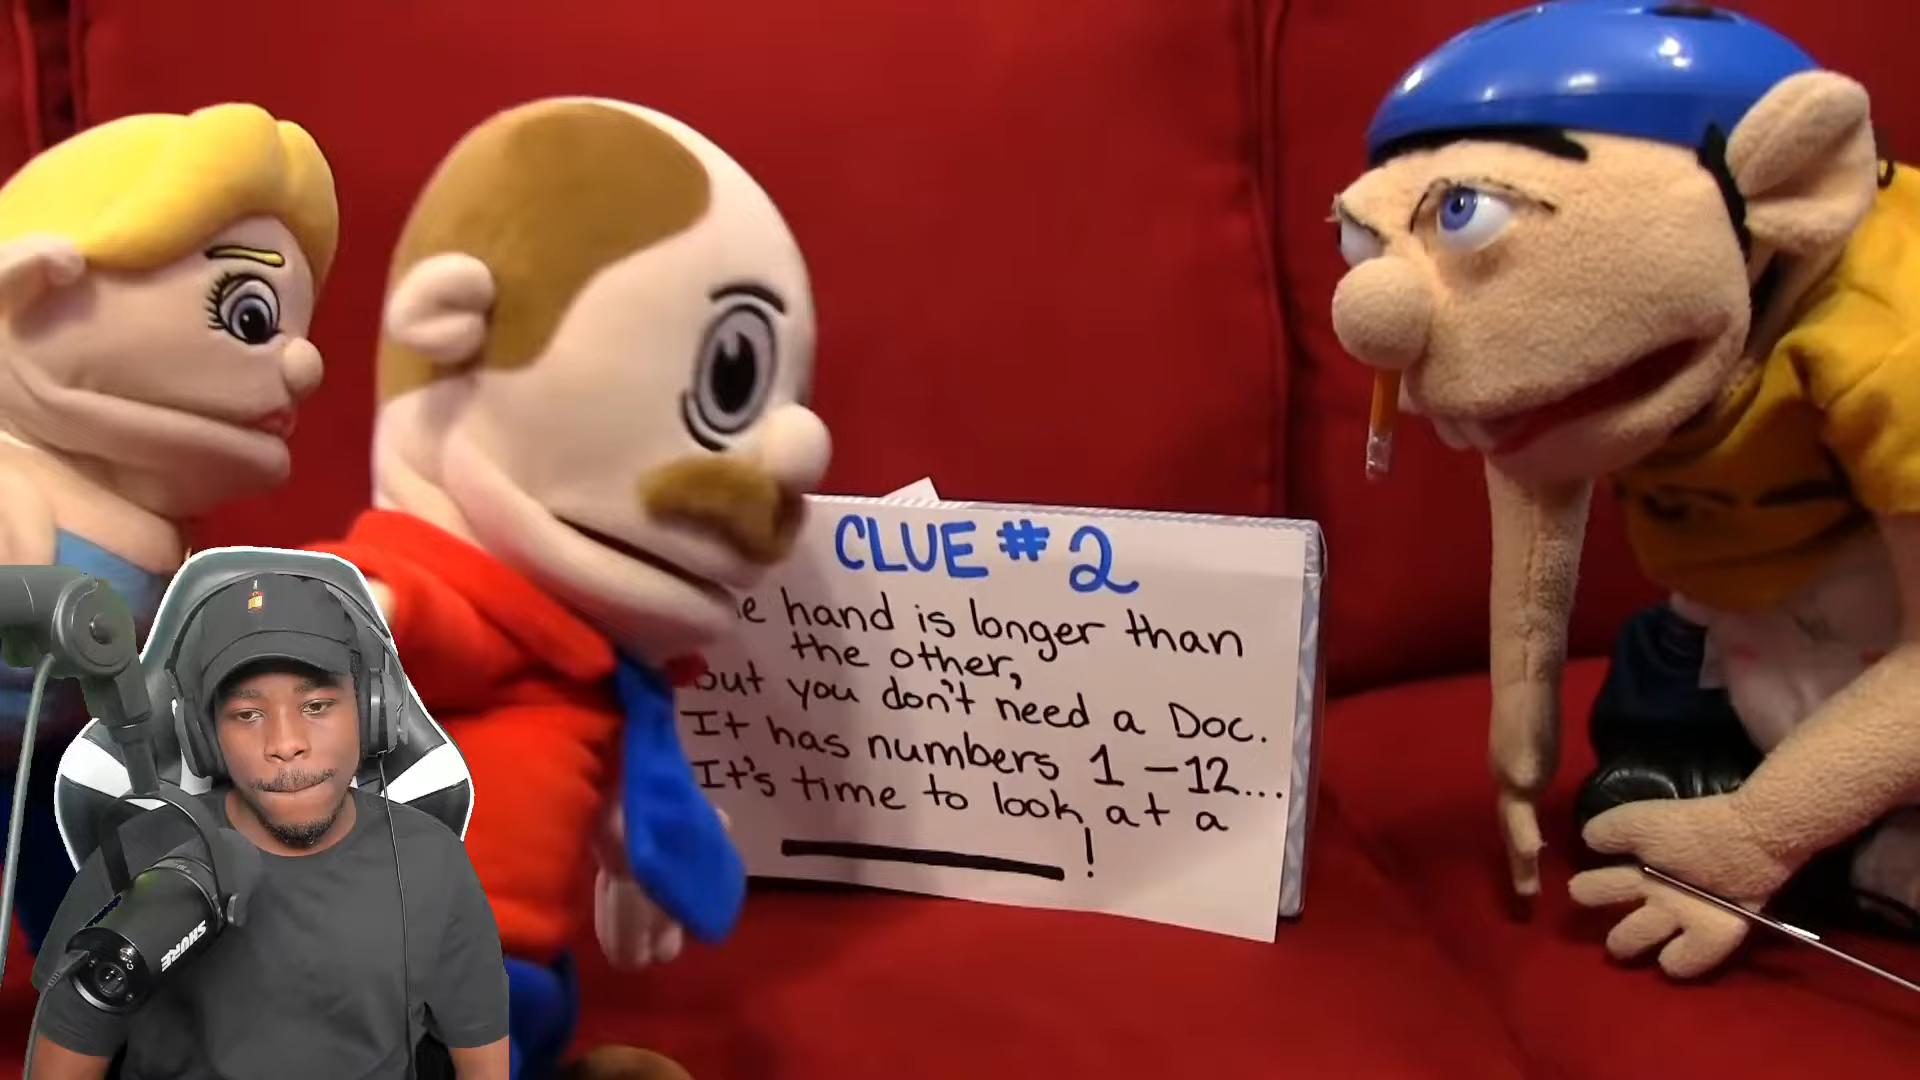 CLUE #2
hand is longer than
the other,
but you don't need a Doc.
It has numbers 1-12...
It's time to look at a
!
SHURE